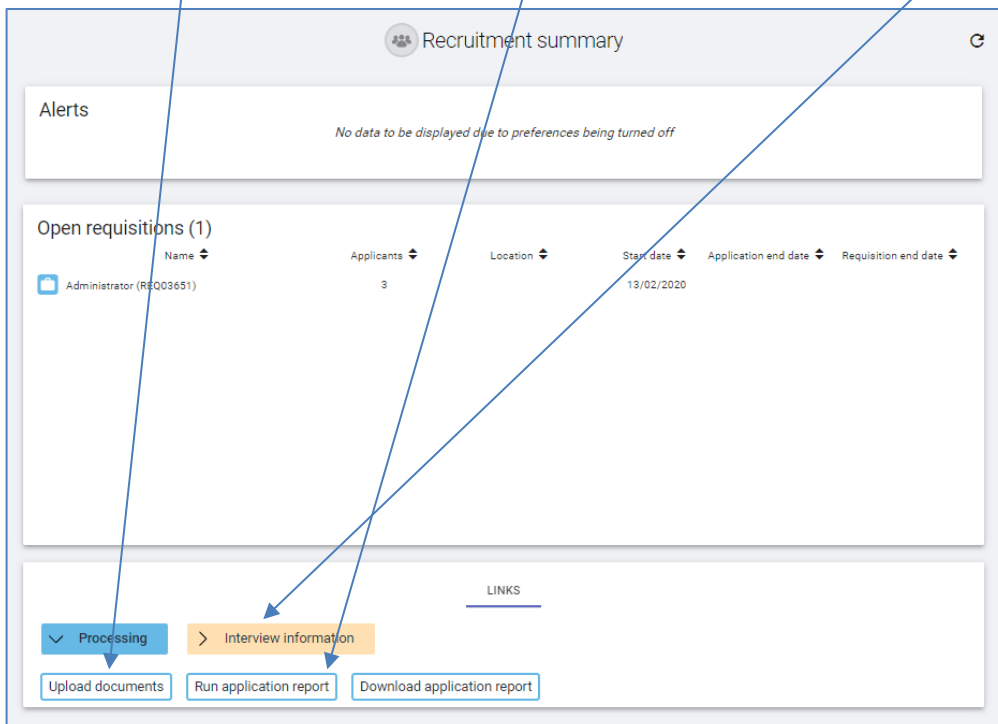 Recruitment summary
Alerts
No data to be displayed due to preferences being turned off
Open requisitions (1)
Name Applicants Location Start date Application end date Requisition end date
Administrator (REQ03651) 3 13/02/2020
LINKS
Processing Interview information
Upload documents Run application report Download application report